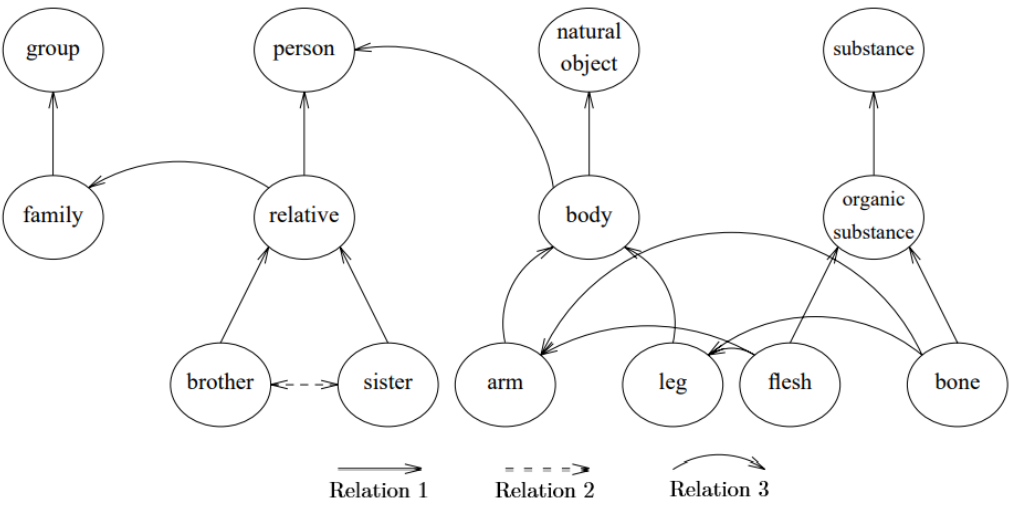 group
person
natural
object
substance
family
relative
body
organic
substance
brother
sister
arm
leg
flesh
bone
Relation 1
Relation 2
Relation 3